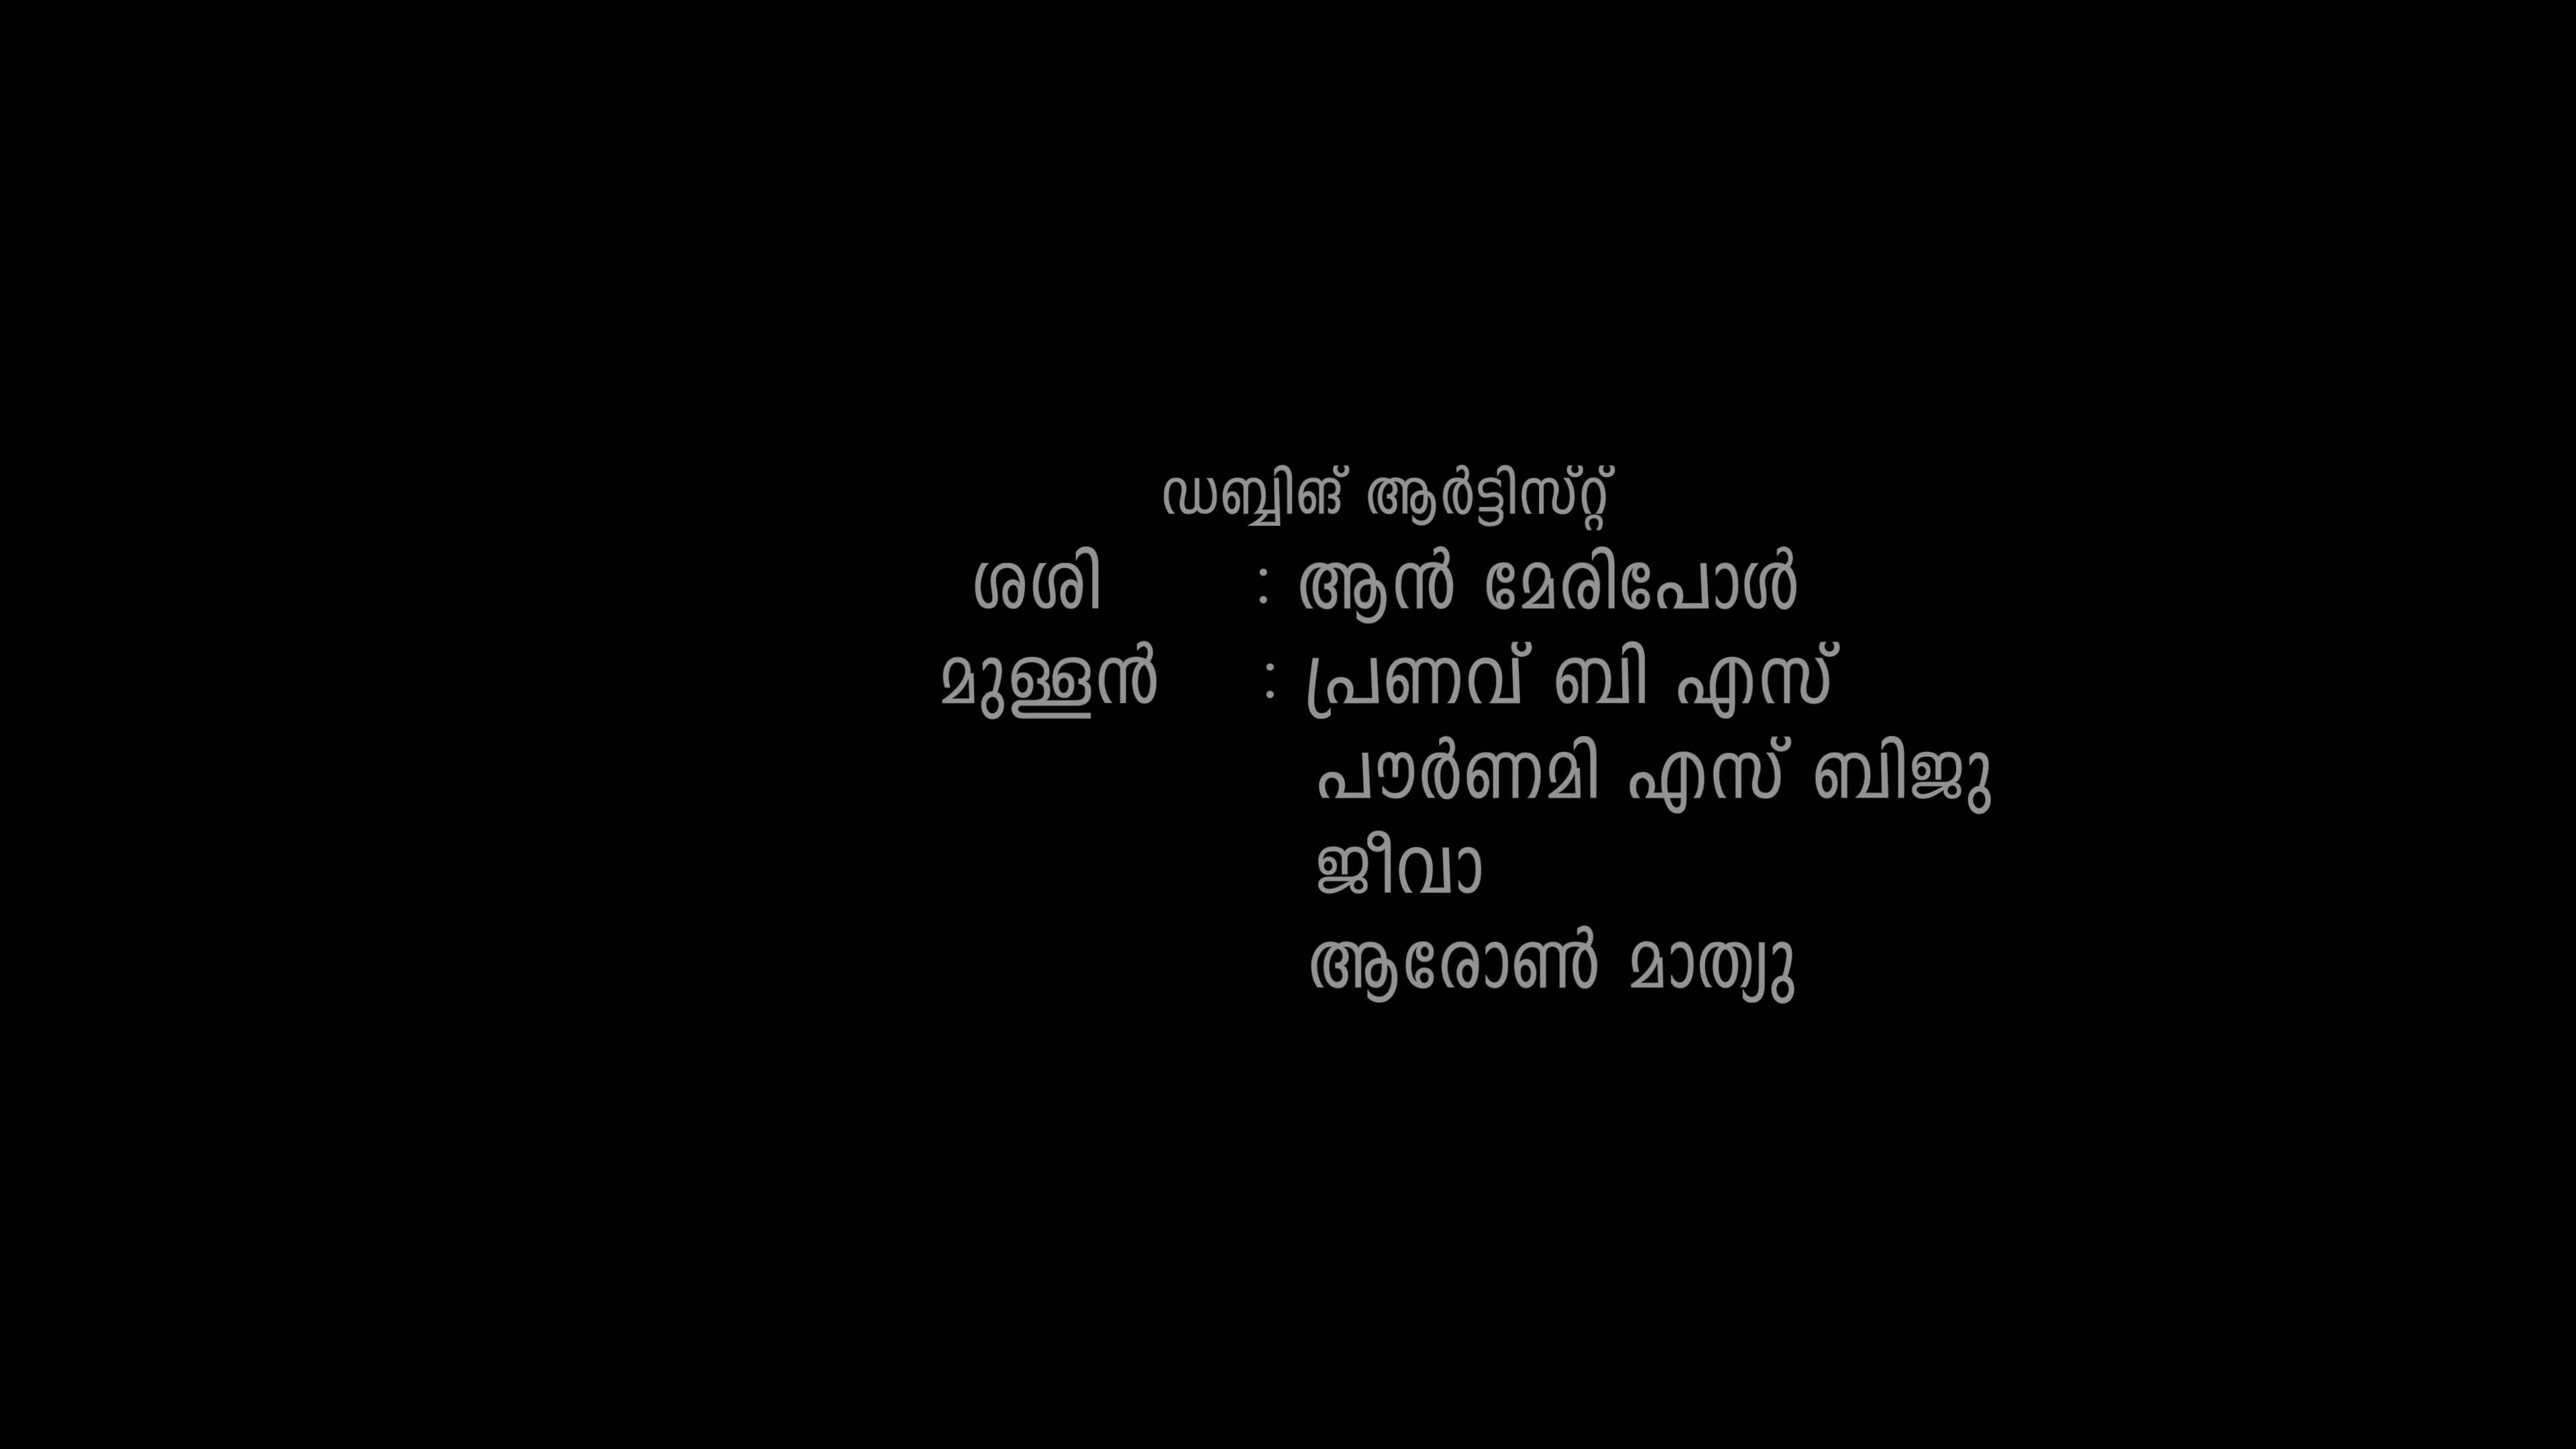 ഡബ്ബിങ് ആർട്ടിസ്റ്റ്
ശശി : ആൻ മേരിപോൾ
മുള്ളൻ : പ്രണവ് ബി എസ്
പൗർണമി എസ് ബിജു
ജീവാ
ആരോൺ മാത്യു